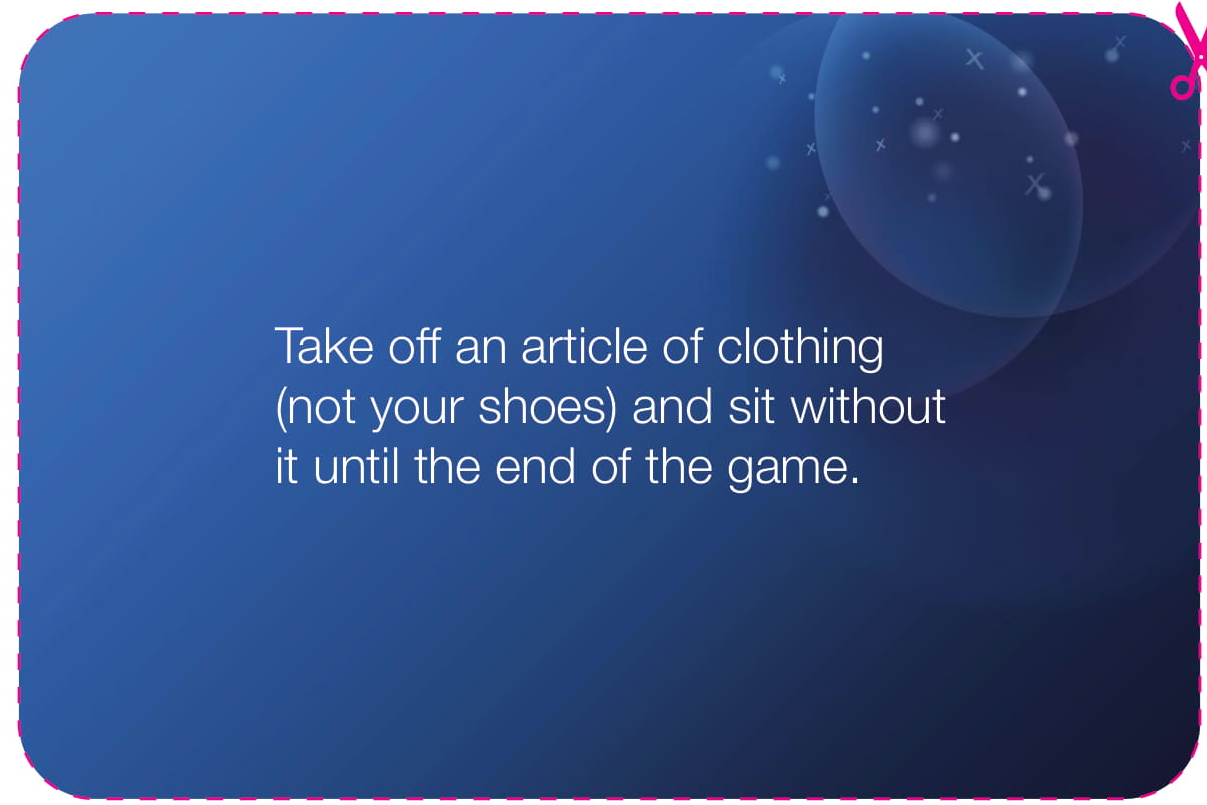 Take off an article of clothing
(not your shoes) and sit without
it until the end of the game.